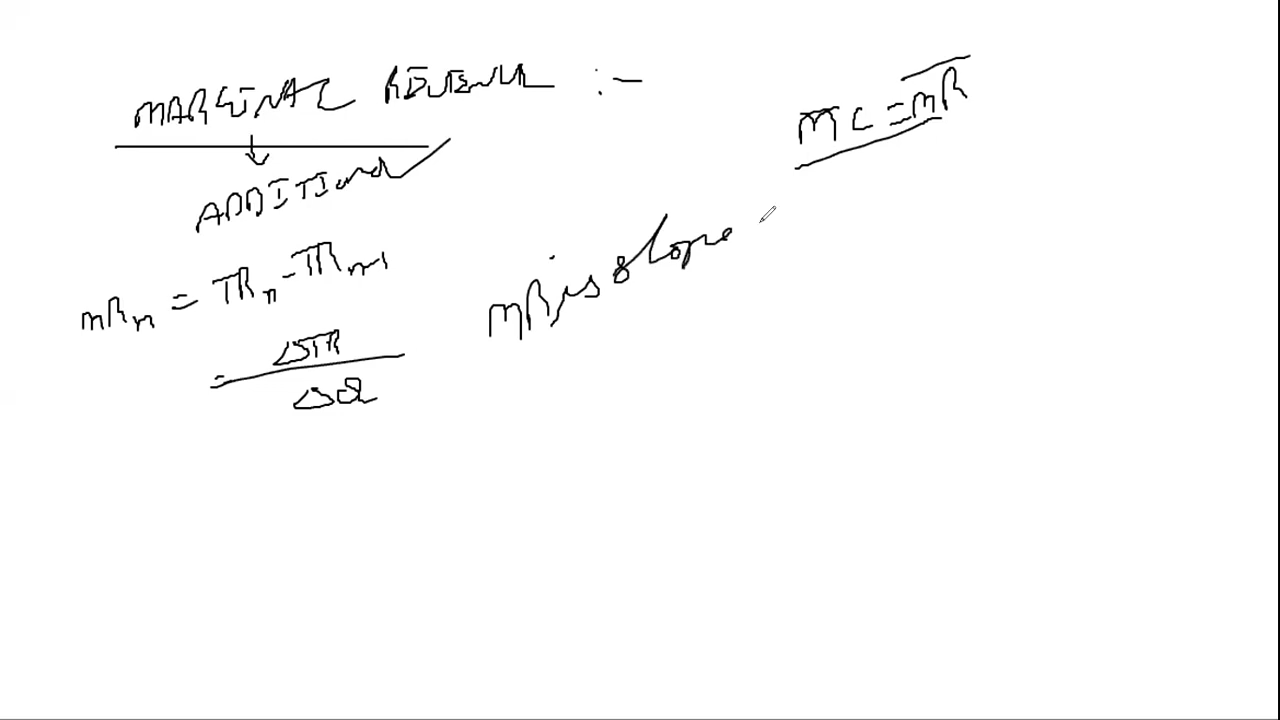 MARGINAL REVENUE :-
MC = MR
ADDITIONAL
MRn = TRn - TRn-1
= ΔTR
ΔQ
MR is slope